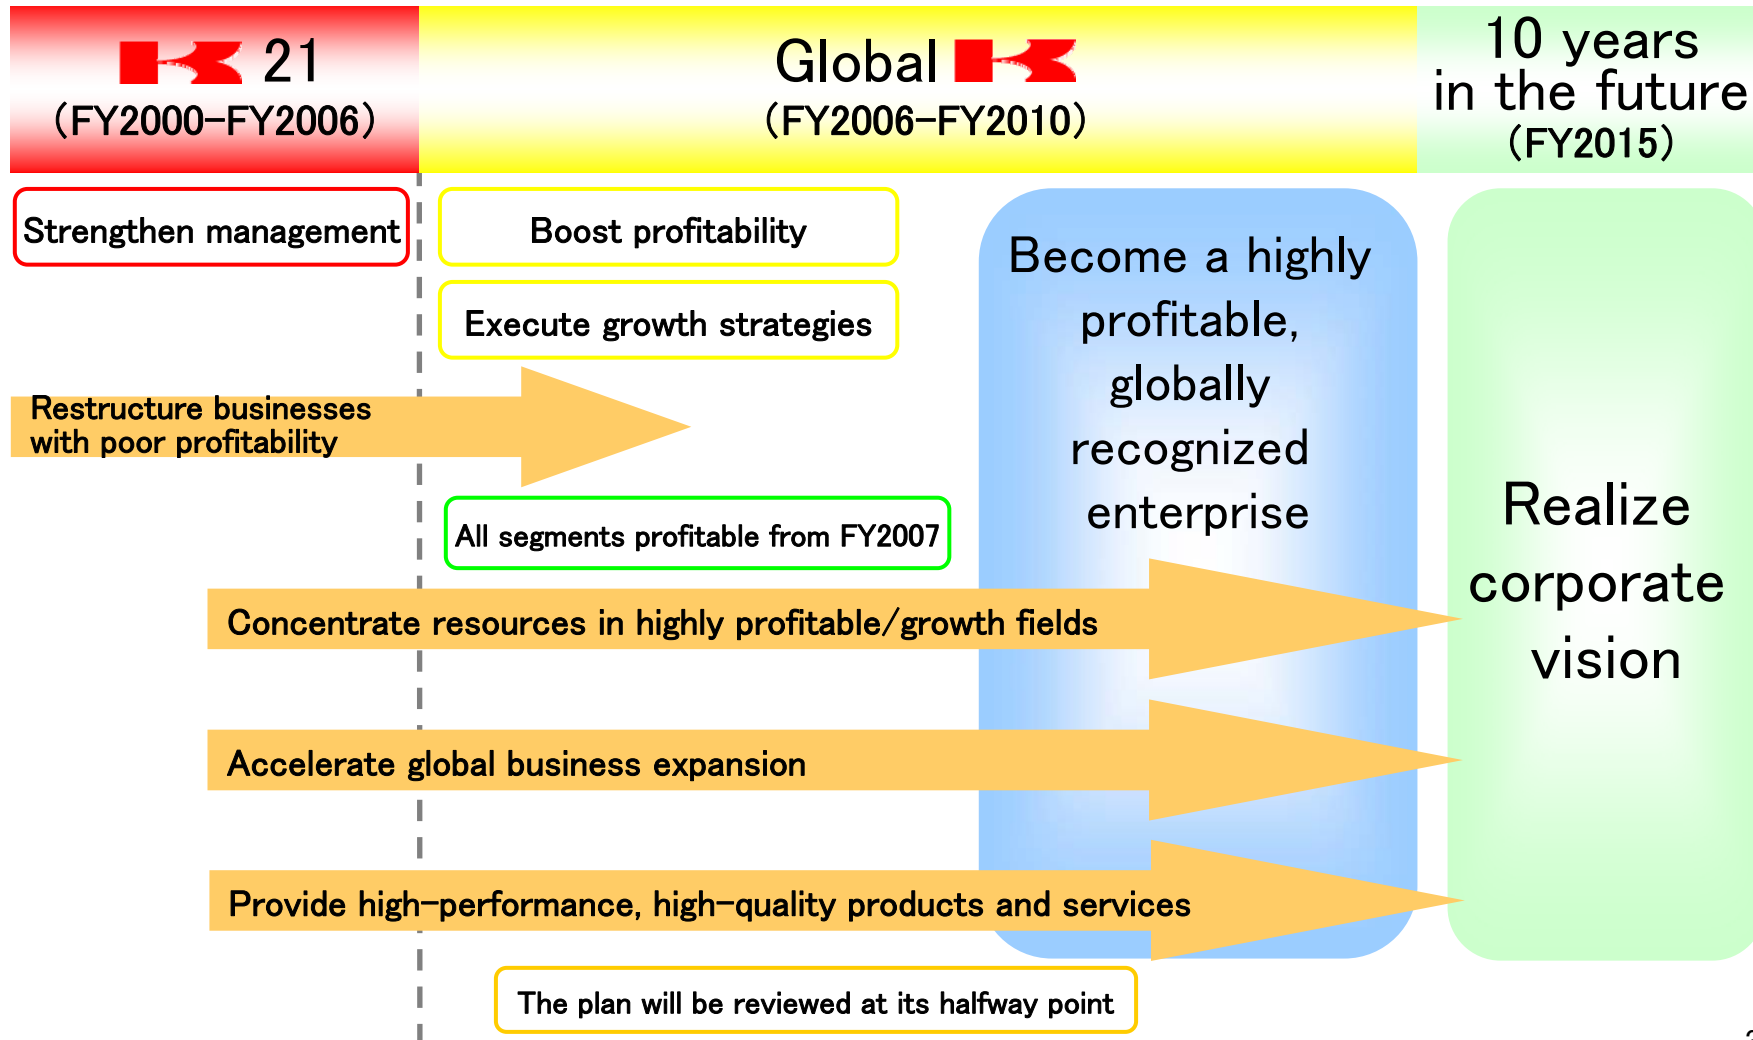 K 21
(FY2000-FY2006)
Global K
(FY2006-FY2010)
10 years
in the future
(FY2015)
Strengthen management
Boost profitability
Execute growth strategies
Restructure businesses
with poor profitability
All segments profitable from FY2007
Become a highly
profitable,
globally
recognized
enterprise
Concentrate resources in highly profitable/growth fields
Accelerate global business expansion
Provide high-performance, high-quality products and services
Realize
corporate
vision
The plan will be reviewed at its halfway point